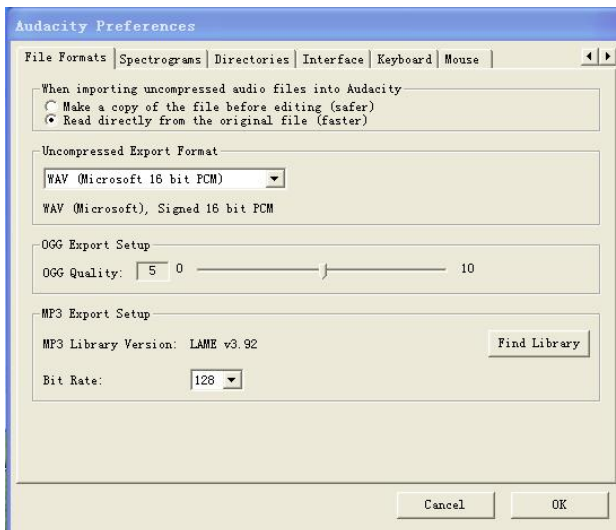 Audacity Preferences
File Formats Spectrograms Directories Interface Keyboard Mouse
When importing uncompressed audio files into Audacity
Make a copy of the file before editing (safer)
Read directly from the original file (faster)
Uncompressed Export Format
WAV (Microsoft 16 bit PCM)
WAV (Microsoft), Signed 16 bit PCM
OGG Export Setup
OGG Quality: 5 0 10
MP3 Export Setup
MP3 Library Version: LAME v3.92 Find Library
Bit Rate: 128
Cancel OK